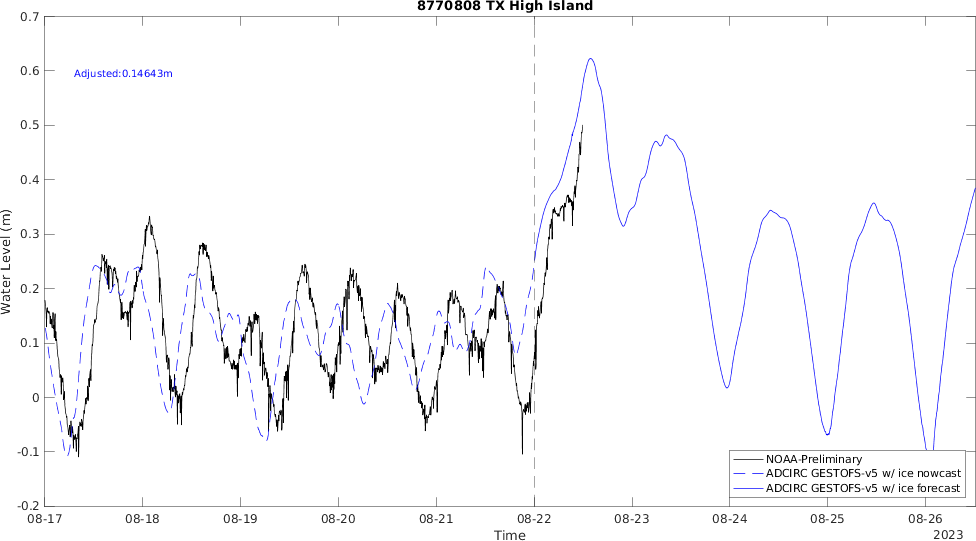 8770808 TX High Island
Adjusted:0.14643m
Water Level (m)
0.7
0.6
0.5
0.4
0.3
0.2
0.1
0
-0.1
-0.2
NOAA-Preliminary
ADCIRC GESTOFS-v5 w/ ice nowcast
ADCIRC GESTOFS-v5 w/ ice forecast
08-17 08-18 08-19 08-20 08-21 08-22 08-23 08-24 08-25 08-26
Time
2023